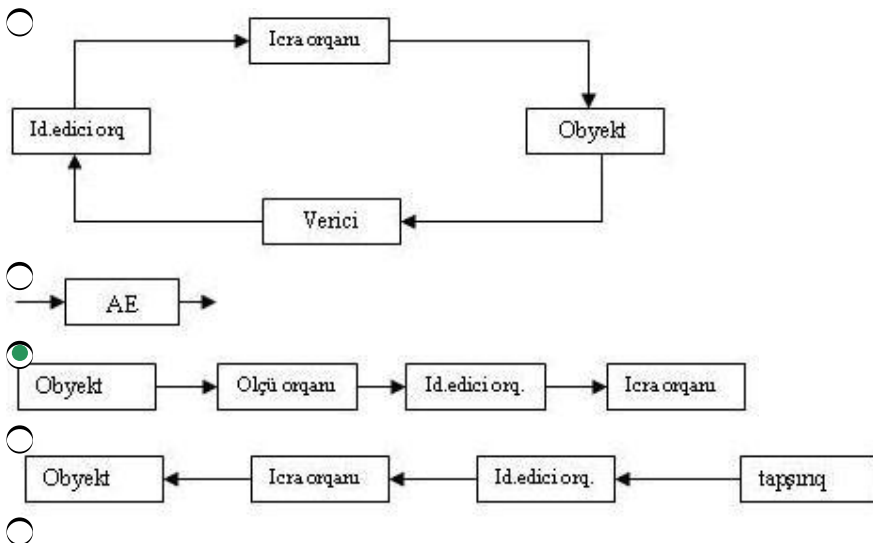 Icra orqanı
Id.edici orq
Obyekt
Verici
AE
Obyekt
Olçü orqanı
Id.edici orq.
Icra orqanı
Obyekt
Icra orqanı
Id.edici orq.
tapşırıq